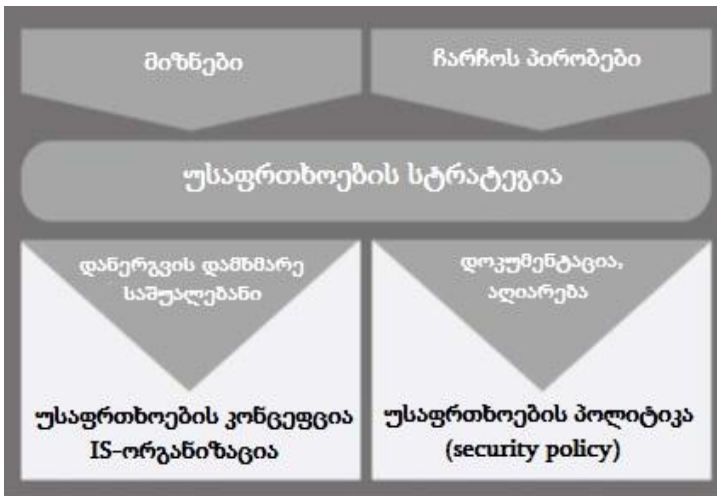 მიზნები
ჩარჩოს პირობები
უსაფრთხოების სტრატეგია
დანერგვის დამხმარე
საშუალებანი
დოკუმენტაცია,
აღიარება
უსაფრთხოების კონცეფცია
IS-ორგანიზაცია
უსაფრთხოების პოლიტიკა
(security policy)